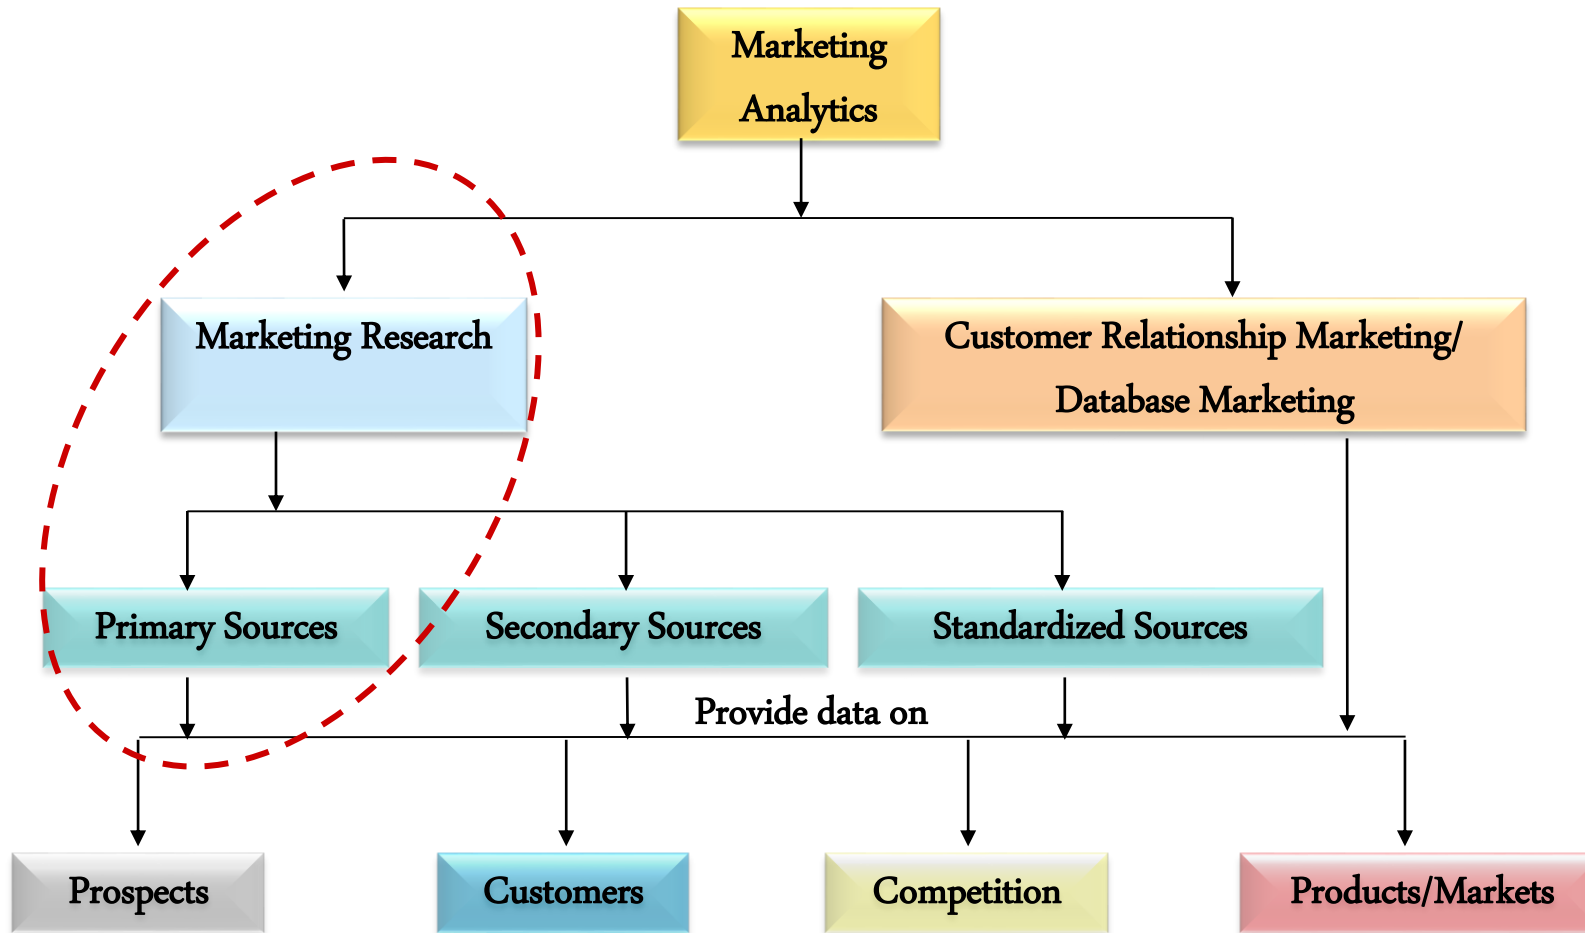 Marketing
Analytics
Marketing Research
Customer Relationship Marketing/
Database Marketing
Primary Sources
Secondary Sources
Standardized Sources
Provide data on
Prospects
Customers
Competition
Products/Markets